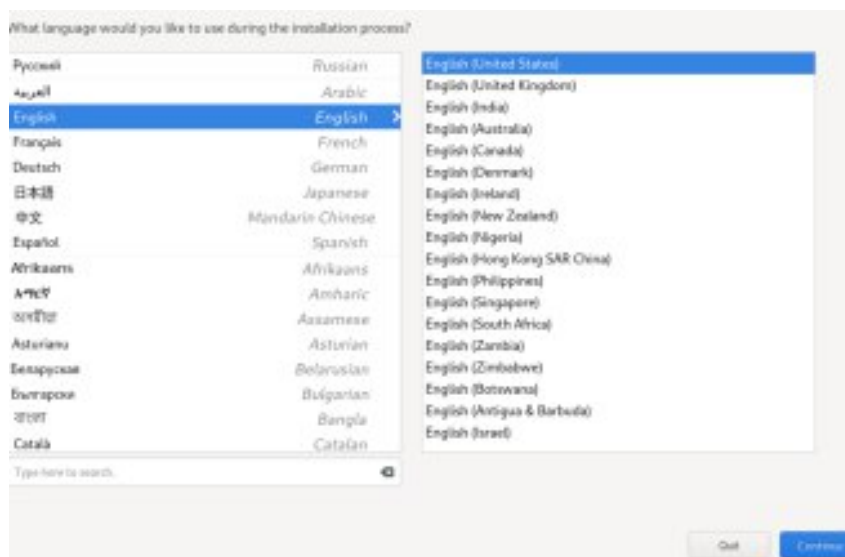 What language would you like to use during the installation process?
Русский Russian
العربية Arabic
English English
Français French
Deutsch German
日本語 Japanese
中文 Mandarin Chinese
Español Spanish
Afrikaans Afrikaans
አማርኛ Amharic
অসমীয়া Assamese
Asturianu Asturian
Беларуская Belarusian
Български Bulgarian
বাংলা Bangla
Català Catalan
Type here to search.
English (United States)
English (United Kingdom)
English (India)
English (Australia)
English (Canada)
English (Denmark)
English (Ireland)
English (New Zealand)
English (Nigeria)
English (Hong Kong SAR China)
English (Philippines)
English (Singapore)
English (South Africa)
English (Zambia)
English (Zimbabwe)
English (Botswana)
English (Antigua & Barbuda)
English (Israel)
Quit
Continue